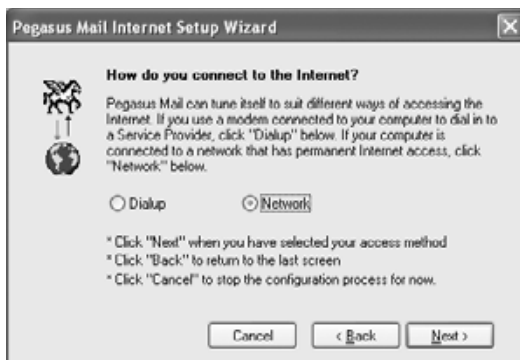 Pegasus Mail Internet Setup Wizard
How do you connect to the Internet?
Pegasus Mail can tune itself to suit different ways of accessing the
Internet. If you use a modem connected to your computer to dial in to
a Service Provider, click "Dialup" below. If your computer is
connected to a network that has permanent Internet access, click
"Network" below.
Dialup Network
* Click "Next" when you have selected your access method
* Click "Back" to return to the last screen
* Click "Cancel" to stop the configuration process for now.
Cancel < Back Next >